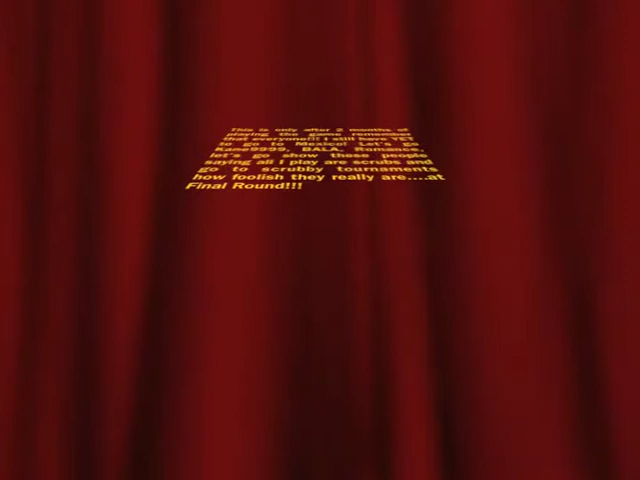 This is only after 2 months of
playing the game remember
that everyone!!! I still have YET
to go to Mexico! Let's go
BALA, Romance,
let's go show these people
saying all I play are scrubs and
go to scrubby tournaments
how foolish they really are....at
Final Round!!!